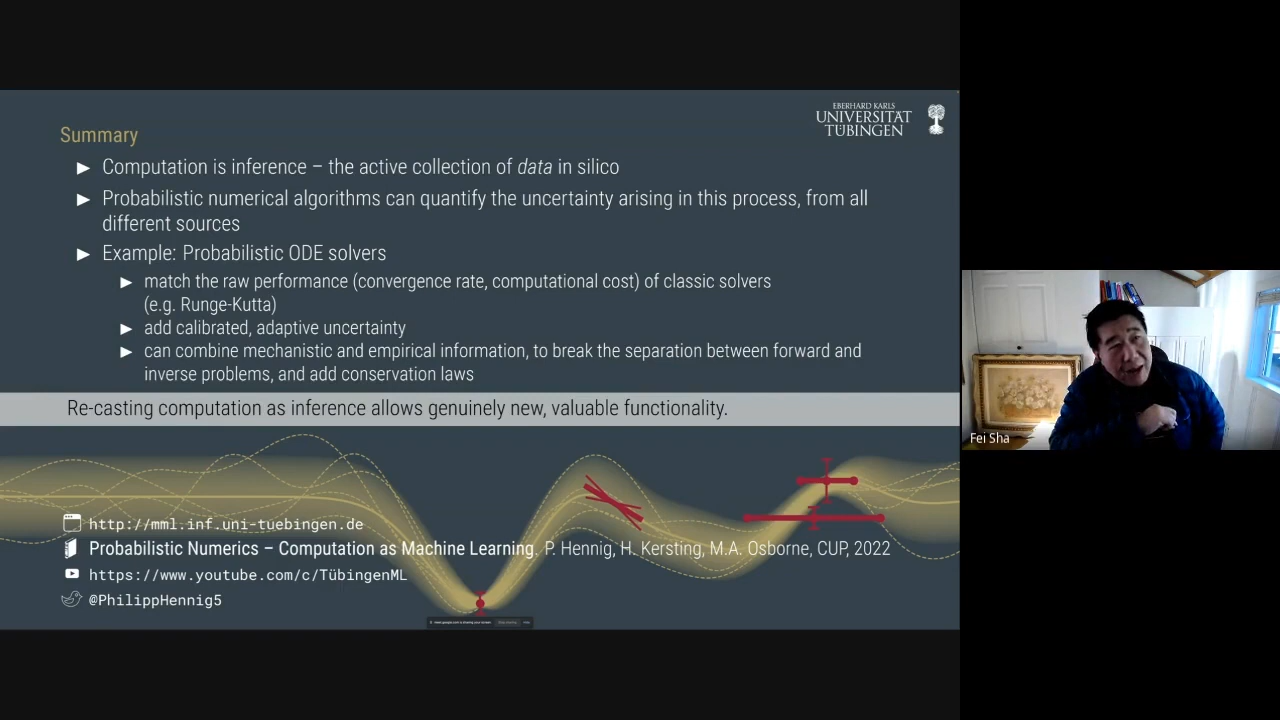 EBERHARD KARLS
UNIVERSITÄT
TÜBINGEN
Summary
Computation is inference – the active collection of data in silico
Probabilistic numerical algorithms can quantify the uncertainty arising in this process, from all
different sources
Example: Probabilistic ODE solvers
match the raw performance (convergence rate, computational cost) of classic solvers
(e.g. Runge-Kutta)
add calibrated, adaptive uncertainty
can combine mechanistic and empirical information, to break the separation between forward and
inverse problems, and add conservation laws
Re-casting computation as inference allows genuinely new, valuable functionality.
http://mml.inf.uni-tuebingen.de
Probabilistic Numerics – Computation as Machine Learning. P. Hennig, H. Kersting, M.A. Osborne, CUP, 2022
https://www.youtube.com/c/TübingenML
@PhilippHennig5
Fei Sha